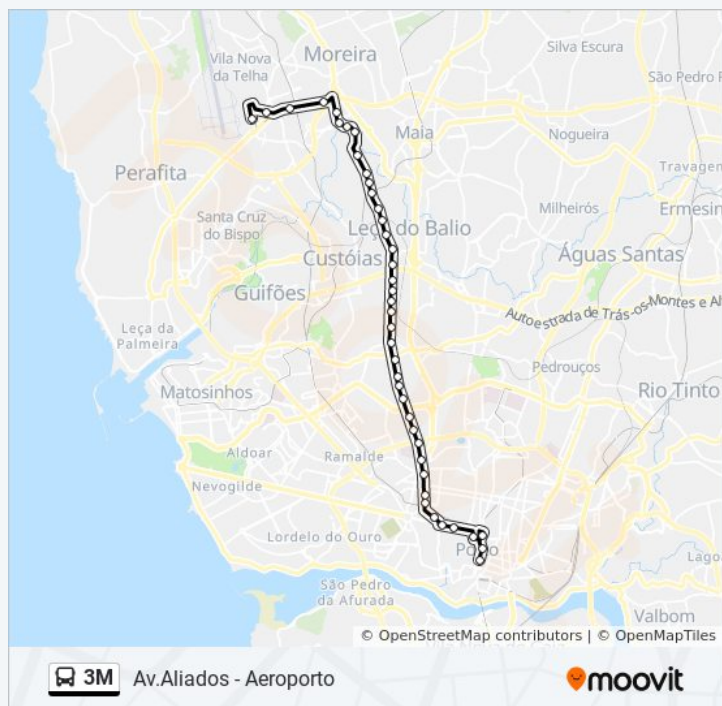 Vila Nova
da Telha
Moreira
Silva Escura
São Pedro F
Maia
Nogueira
Perafita
Travagem
Santa Cruz
do Bispo
Leça do Balio
Milheirós
Ermesin
Custóias
Águas Santas
Guifões
Autoestrada de Trás-os-Montes e Al
Leça da
Palmeira
Pedrouços
Matosinhos
Rio Tinto
Aldoar
Ramalde
Nevogilde
Lordelo do Ouro
Porto
Lagoa
São Pedro
da Afurada
Valbom
© OpenStreetMap contributors | © OpenMapTiles
3M Av.Aliados - Aeroporto
moovit